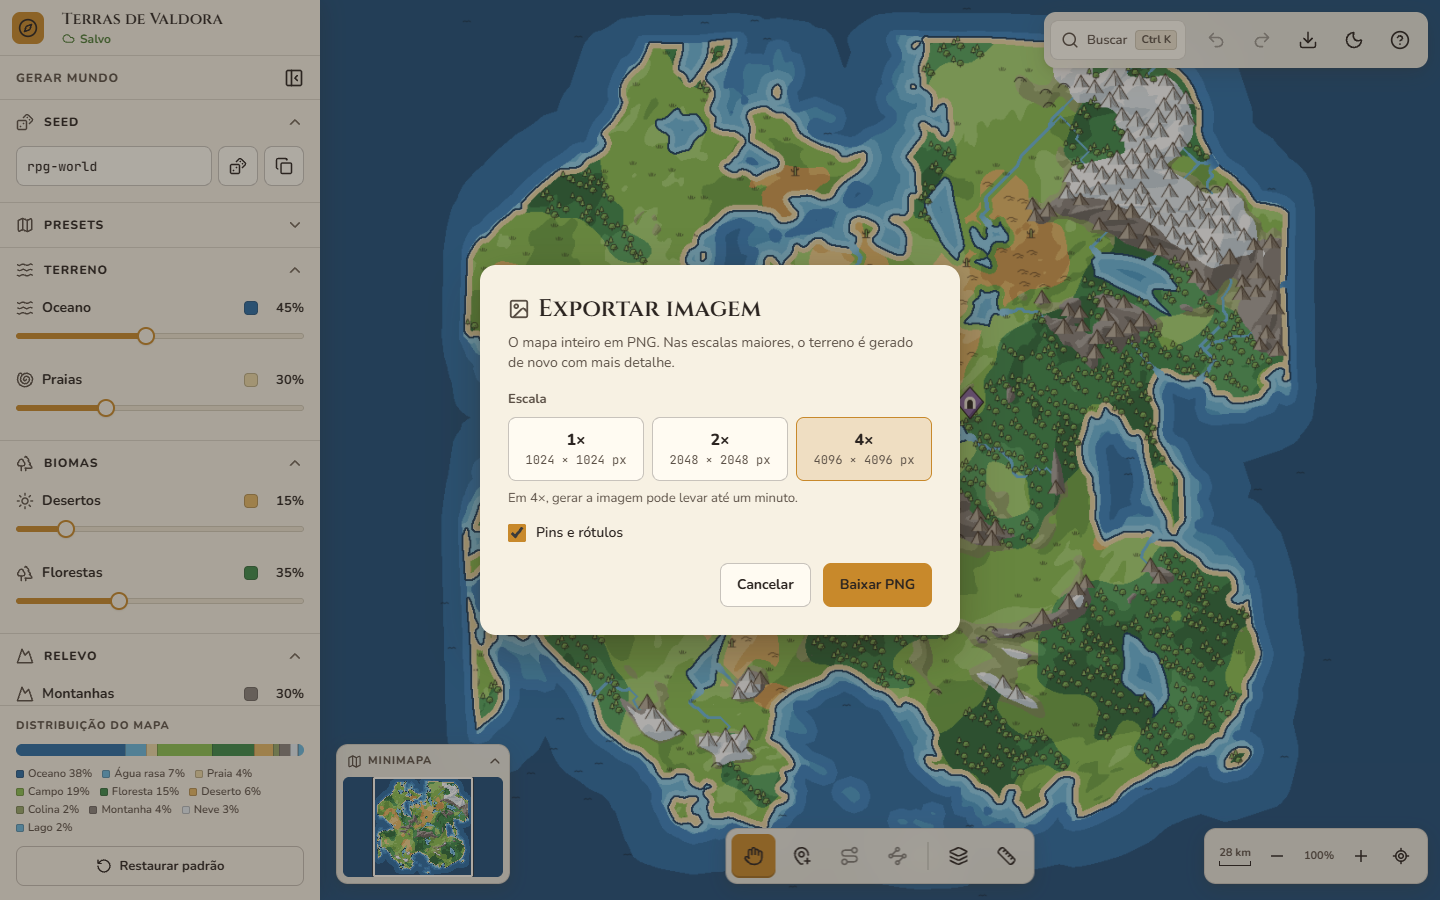 Terras de Valdora
Salvo
GERAR MUNDO
SEED
rpg-world
PRESETS
TERRENO
Oceano 45%
Praias 30%
BIOMAS
Desertos 15%
Florestas 35%
RELEVO
Montanhas 30%
DISTRIBUIÇÃO DO MAPA
Oceano 38% Água rasa 7% Praia 4%
Campo 19% Floresta 15% Deserto 6%
Colina 2% Montanha 4% Neve 3%
Lago 2%
Restaurar padrão
Buscar Ctrl K
Exportar imagem
O mapa inteiro em PNG. Nas escalas maiores, o terreno é gerado
de novo com mais detalhe.
Escala
1× 2× 4×
1024 × 1024 px 2048 × 2048 px 4096 × 4096 px
Em 4×, gerar a imagem pode levar até um minuto.
Pins e rótulos
Cancelar Baixar PNG
MINIMAPA
28 km 100%